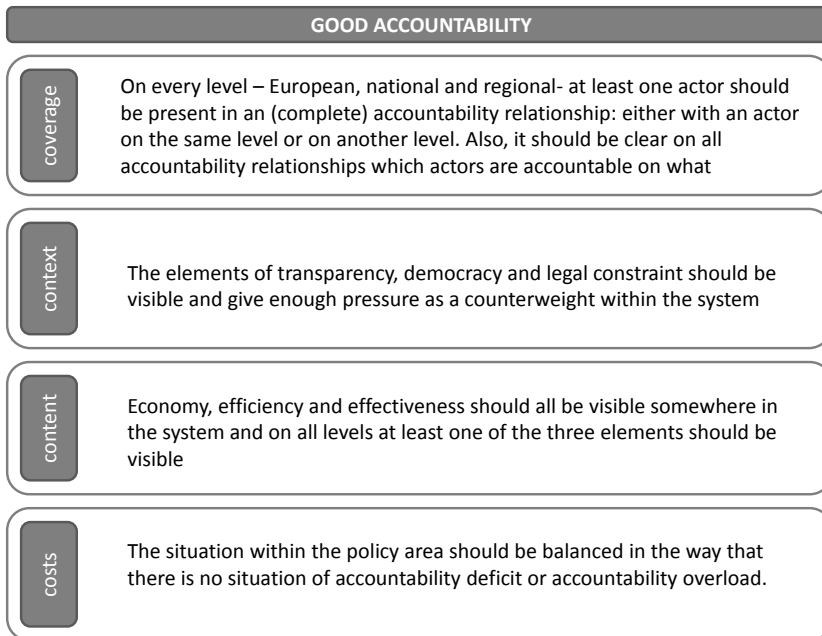 GOOD ACCOUNTABILITY
coverage
On every level – European, national and regional- at least one actor should
be present in an (complete) accountability relationship: either with an actor
on the same level or on another level. Also, it should be clear on all
accountability relationships which actors are accountable on what
context
The elements of transparency, democracy and legal constraint should be
visible and give enough pressure as a counterweight within the system
content
Economy, efficiency and effectiveness should all be visible somewhere in
the system and on all levels at least one of the three elements should be
visible
costs
The situation within the policy area should be balanced in the way that
there is no situation of accountability deficit or accountability overload.